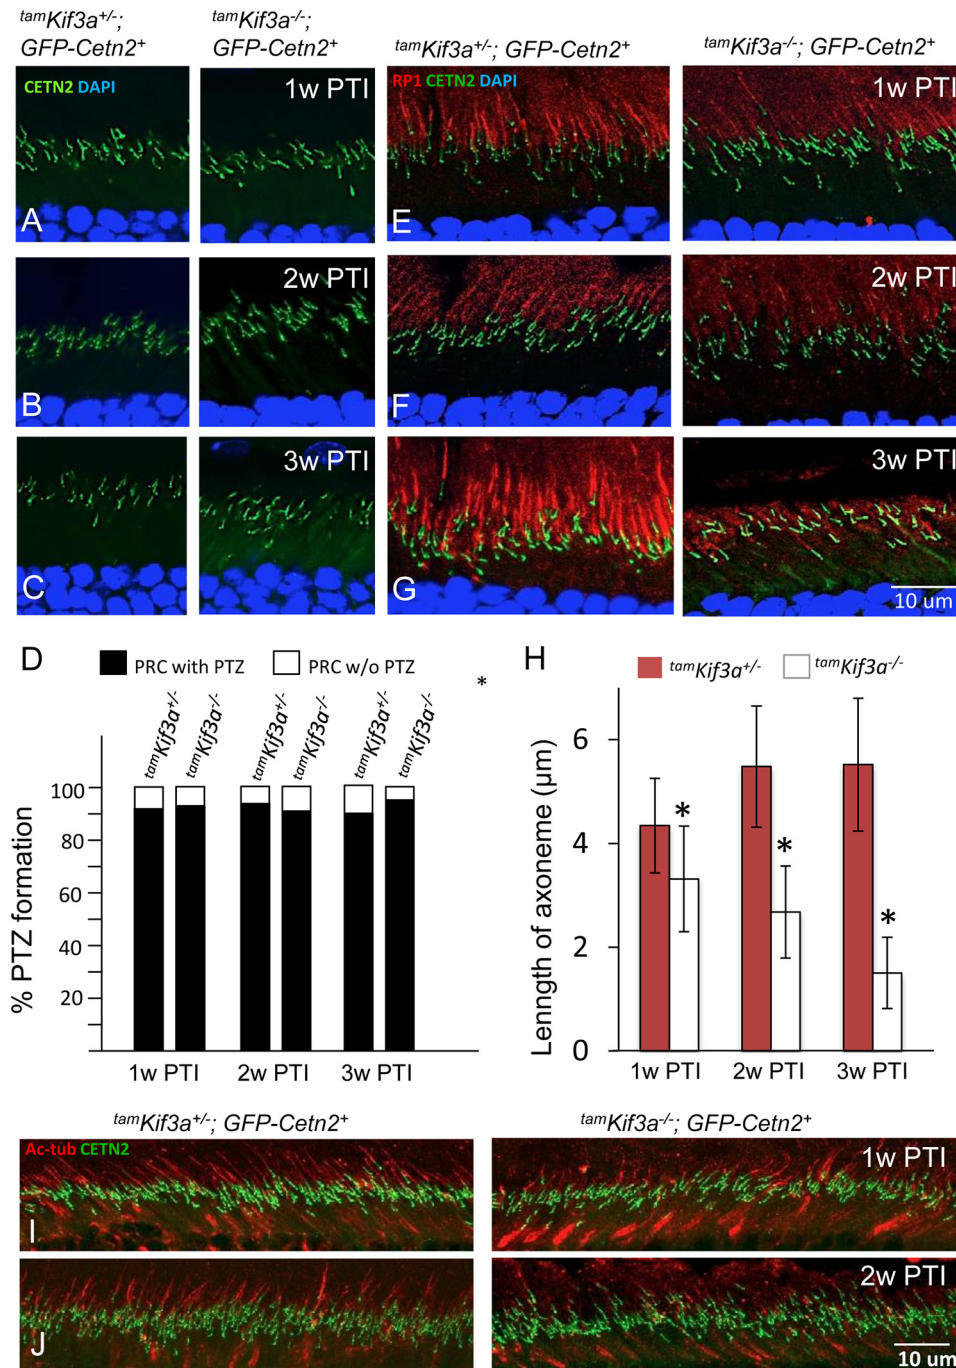 tamKif3a+/-;
GFP-Cetn2+
tamKif3a-/-;
GFP-Cetn2+
tamKif3a+/-; GFP-Cetn2+
tamKif3a-/-; GFP-Cetn2+
CETN2 DAPI
1w PTI
RP1 CETN2 DAPI
1w PTI
A
E
2w PTI
2w PTI
B
F
3w PTI
3w PTI
C
G
10 um
D
PRC with PTZ
PRC w/o PTZ
*
tamKif3a+/-
tamKif3a-/-
tamKif3a+/-
tamKif3a-/-
tamKif3a+/-
tamKif3a-/-
% PTZ formation
100
80
60
40
20
1w PTI
2w PTI
3w PTI
H
tamKif3a+/-
tamKif3a-/-
Lenngth of axoneme (µm)
6
4
2
0
*
*
*
1w PTI
2w PTI
3w PTI
tamKif3a+/-; GFP-Cetn2+
tamKif3a-/-; GFP-Cetn2+
Ac-tub CETN2
1w PTI
I
2w PTI
J
10 um